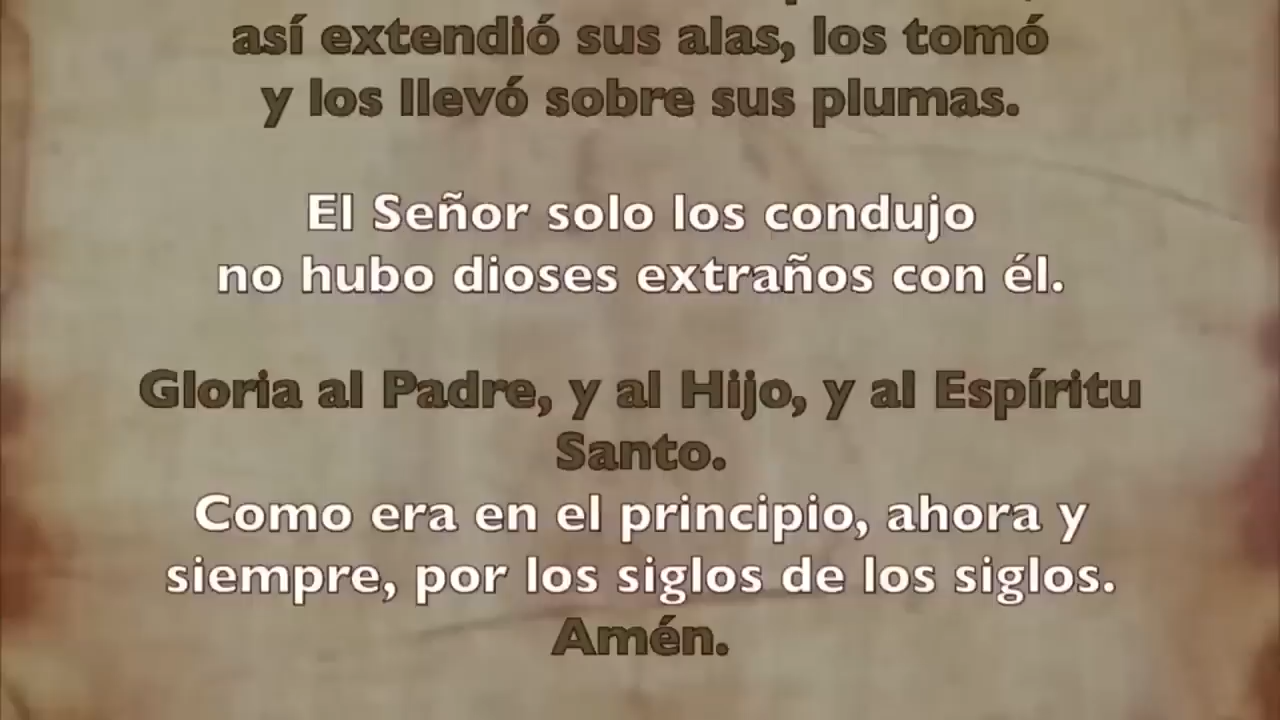 así extendió sus alas, los tomó
y los llevó sobre sus plumas.
El Señor solo los condujo
no hubo dioses extraños con él.
Gloria al Padre, y al Hijo, y al Espíritu
Santo.
Como era en el principio, ahora y
siempre, por los siglos de los siglos.
Amén.